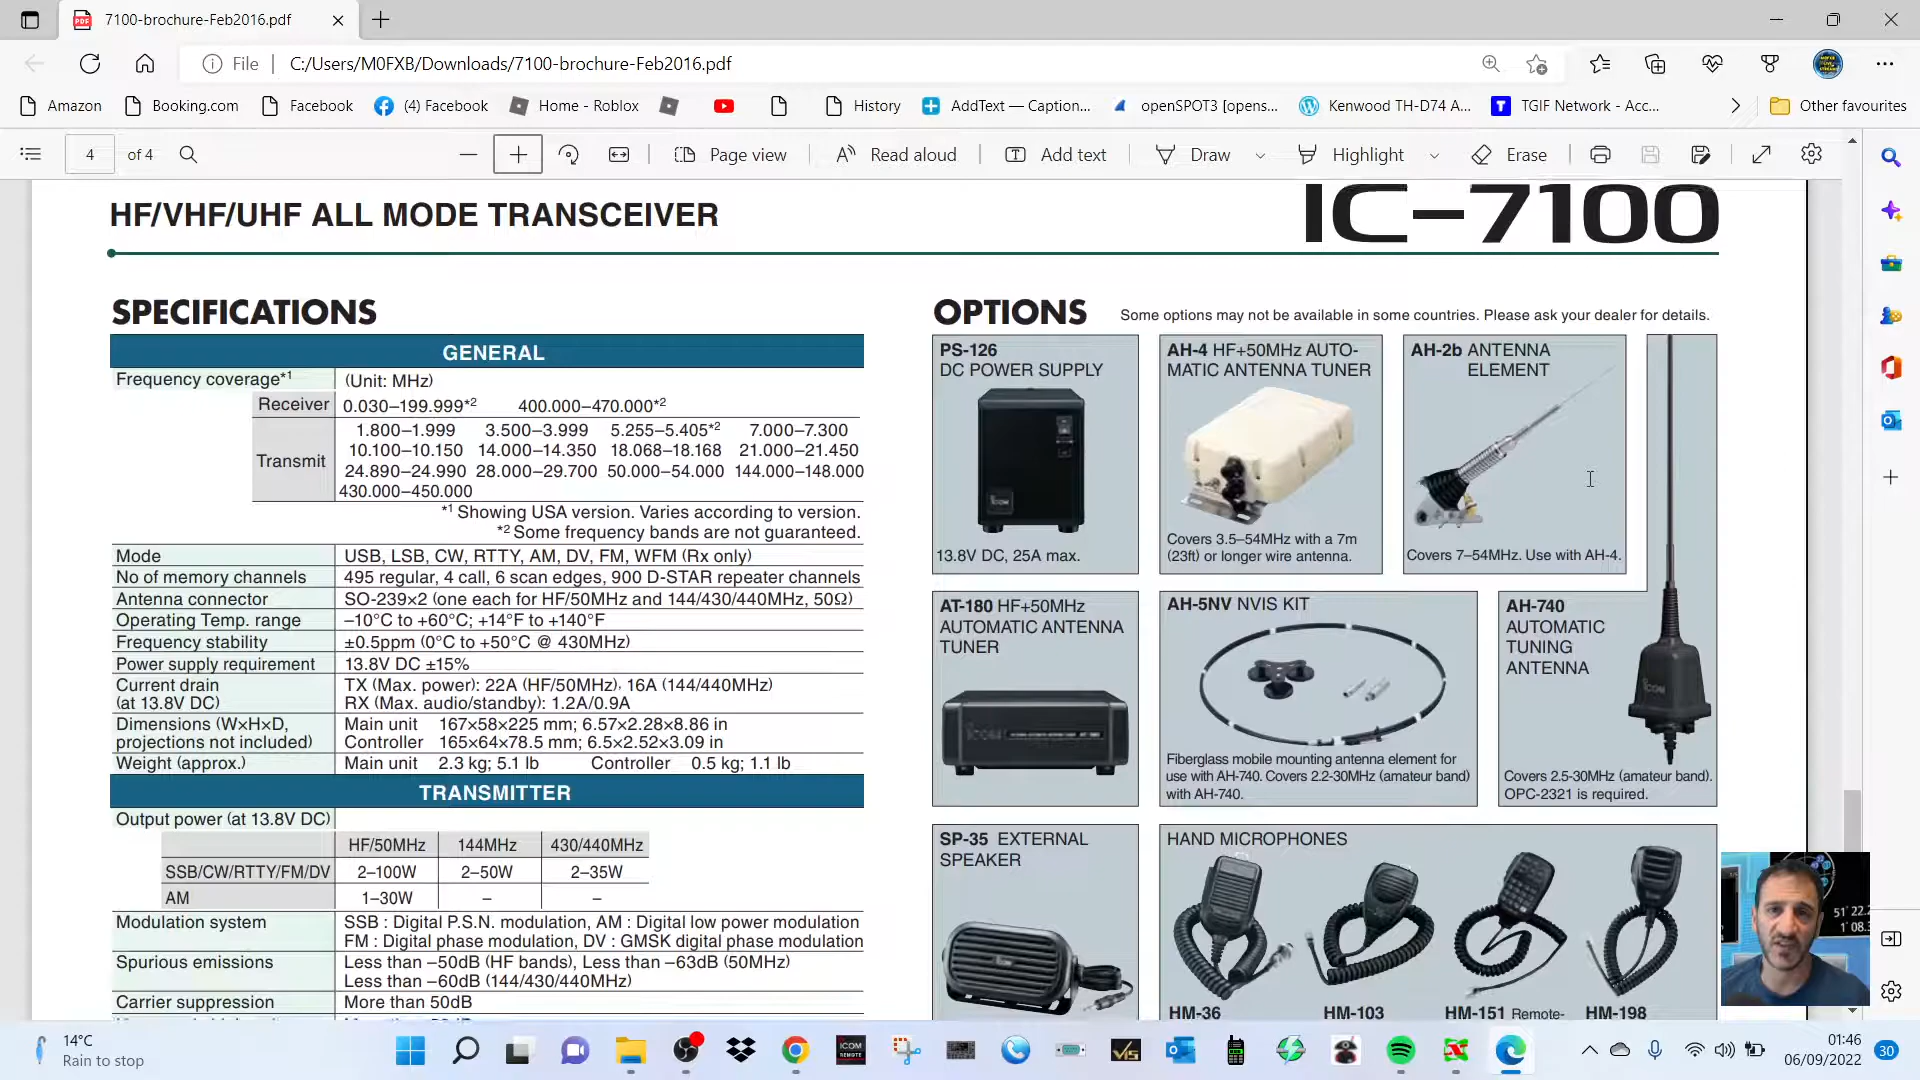 7100-brochure-Feb2016.pdf
File
C:/Users/M0FXB/Downloads/7100-brochure-Feb2016.pdf
Amazon
Booking.com
Facebook
(4) Facebook
Home - Roblox
History
AddText — Caption...
openSPOT3 [opens...
Kenwood TH-D74 A...
TGIF Network - Acc...
Other favourites
4 of 4
Page view
Read aloud
Add text
Draw
Highlight
Erase
HF/VHF/UHF ALL MODE TRANSCEIVER
IC-7100
SPECIFICATIONS
GENERAL
Frequency coverage*1 (Unit: MHz)
Receiver 0.030–199.999*2 400.000–470.000*2
Transmit
1.800–1.999 3.500–3.999 5.255–5.405*2 7.000–7.300
10.100–10.150 14.000–14.350 18.068–18.168 21.000–21.450
24.890–24.990 28.000–29.700 50.000–54.000 144.000–148.000
430.000–450.000
*1 Showing USA version. Varies according to version.
*2 Some frequency bands are not guaranteed.
Mode USB, LSB, CW, RTTY, AM, DV, FM, WFM (Rx only)
No of memory channels 495 regular, 4 call, 6 scan edges, 900 D-STAR repeater channels
Antenna connector SO-239×2 (one each for HF/50MHz and 144/430/440MHz, 50Ω)
Operating Temp. range –10°C to +60°C; +14°F to +140°F
Frequency stability ±0.5ppm (0°C to +50°C @ 430MHz)
Power supply requirement 13.8V DC ±15%
Current drain TX (Max. power): 22A (HF/50MHz), 16A (144/440MHz)
(at 13.8V DC) RX (Max. audio/standby): 1.2A/0.9A
Dimensions (W×H×D, Main unit 167×58×225 mm; 6.57×2.28×8.86 in
projections not included) Controller 165×64×78.5 mm; 6.5×2.52×3.09 in
Weight (approx.) Main unit 2.3 kg; 5.1 lb Controller 0.5 kg; 1.1 lb
TRANSMITTER
Output power (at 13.8V DC)
HF/50MHz 144MHz 430/440MHz
SSB/CW/RTTY/FM/DV 2–100W 2–50W 2–35W
AM 1–30W – –
Modulation system SSB : Digital P.S.N. modulation, AM : Digital low power modulation
FM : Digital phase modulation, DV : GMSK digital phase modulation
Spurious emissions Less than –50dB (HF bands), Less than –63dB (50MHz)
Less than –60dB (144/430/440MHz)
Carrier suppression More than 50dB
OPTIONS
Some options may not be available in some countries. Please ask your dealer for details.
PS-126
DC POWER SUPPLY
13.8V DC, 25A max.
AH-4 HF+50MHz AUTO-
MATIC ANTENNA TUNER
Covers 3.5–54MHz with a 7m
(23ft) or longer wire antenna.
AH-2b ANTENNA
ELEMENT
Covers 7–54MHz. Use with AH-4.
AT-180 HF+50MHz
AUTOMATIC ANTENNA
TUNER
AH-5NV NVIS KIT
Fiberglass mobile mounting antenna element for
use with AH-740. Covers 2.2-30MHz (amateur band)
with AH-740.
AH-740
AUTOMATIC
TUNING
ANTENNA
Covers 2.5-30MHz (amateur band).
OPC-2321 is required.
SP-35 EXTERNAL
SPEAKER
HAND MICROPHONES
HM-36
HM-103
HM-151 Remote-
HM-198
51' 22.
1' 08.
14°C
Rain to stop
ICOM
REMOTE
01:46
06/09/2022
30